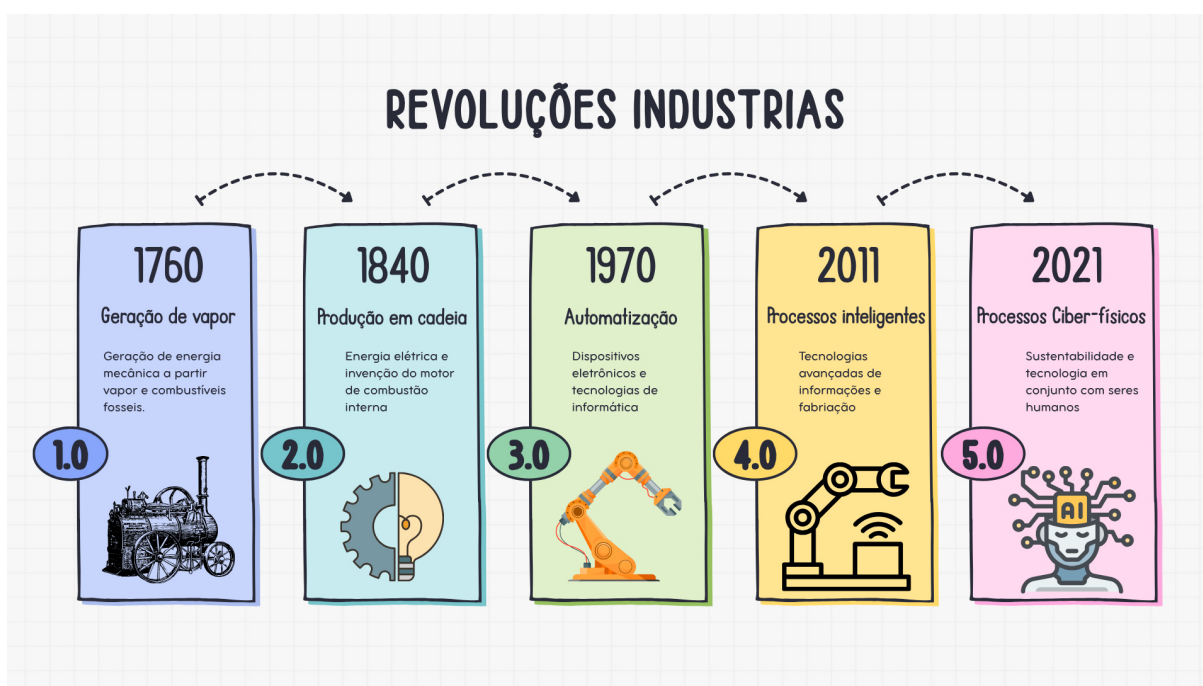 REVOLUÇÕES INDUSTRIAS
1760
Geração de vapor
Geração de energia
mecânica a partir
vapor e combustíveis
fosseis.
1.0
1840
Produção em cadeia
Energia elétrica e
invenção do motor
de combustão
interna
2.0
1970
Automatização
Dispositivos
eletrônicos e
tecnologias de
informática
3.0
2011
Processos inteligentes
Tecnologias
avançadas de
informações e
fabriação
4.0
2021
Processos Ciber-físicos
Sustentabilidade e
tecnologia em
conjunto com seres
humanos
5.0
AI